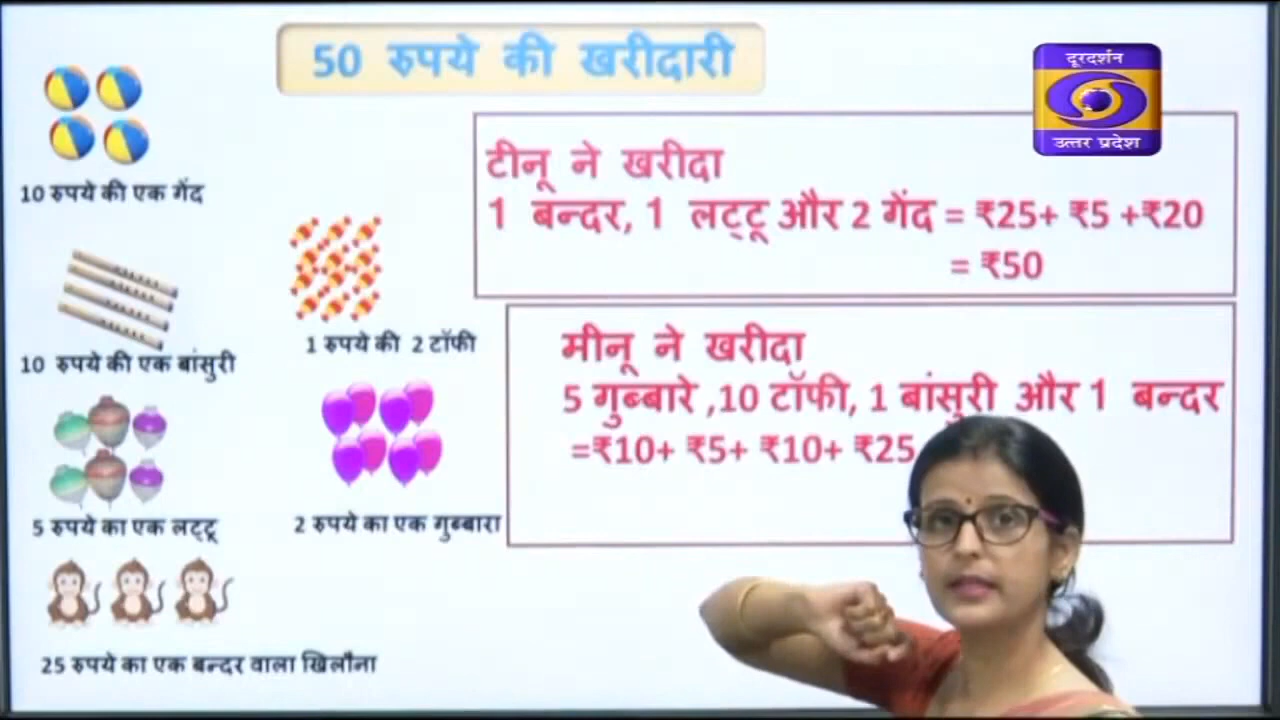 50 रुपये की खरीदारी
दूरदर्शन
उत्तर प्रदेश
10 रुपये की एक गेंद
10 रुपये की एक बांसुरी
1 रुपये की 2 टॉफी
5 रुपये का एक लट्टू
2 रुपये का एक गुब्बारा
25 रुपये का एक बन्दर वाला खिलौना
टीनू ने खरीदा
1 बन्दर, 1 लट्टू और 2 गेंद = ₹25+ ₹5 +₹20
= ₹50
मीनू ने खरीदा
5 गुब्बारे ,10 टॉफी, 1 बांसुरी और 1 बन्दर
=₹10+ ₹5+ ₹10+ ₹25